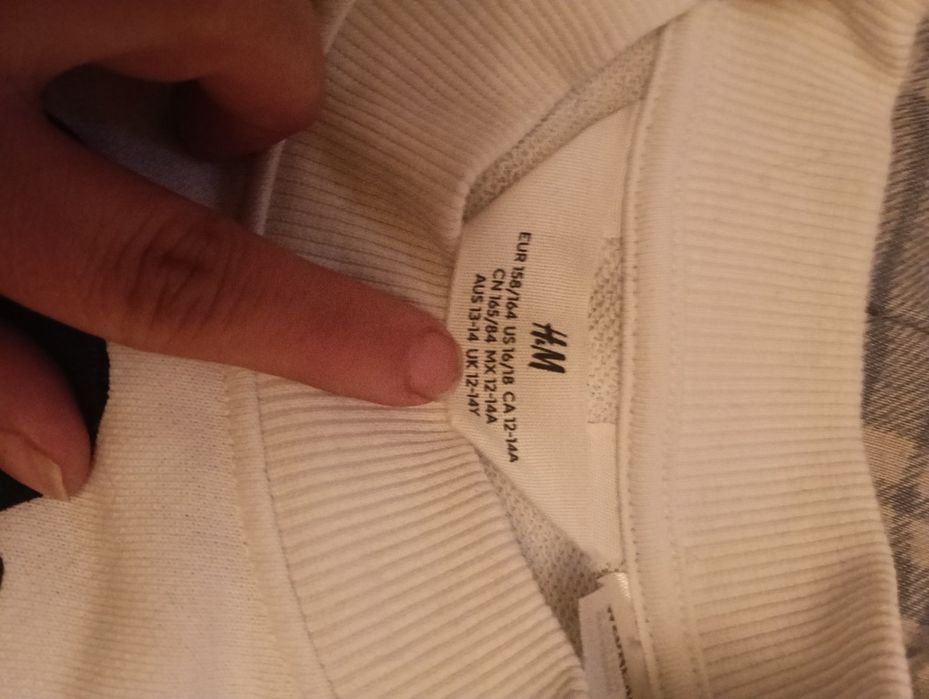 H&M
EUR 158/164 US 16/18 CA 12-14A
CN 165/84 MX 12-14A
AUS 13-14 UK 12-14Y